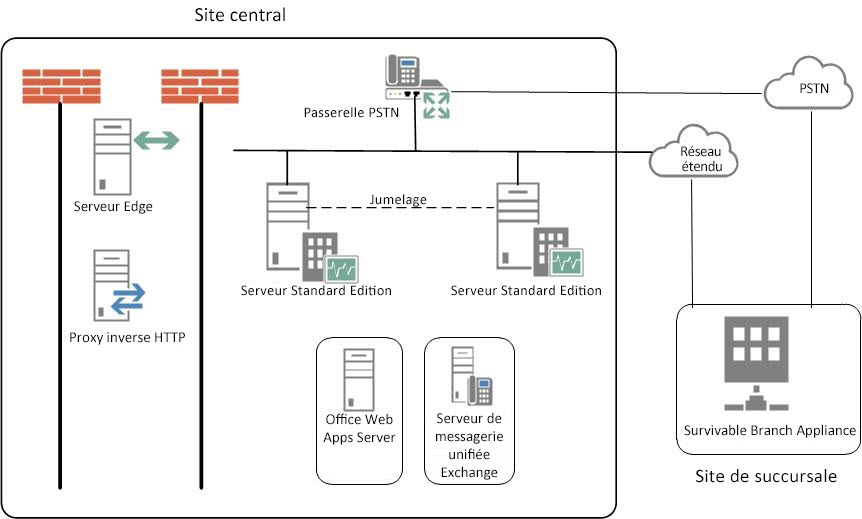 Site central
Passerelle PSTN
PSTN
Réseau
étendu
Serveur Edge
Jumelage
Serveur Standard Edition
Serveur Standard Edition
Proxy inverse HTTP
Office Web
Apps Server
Serveur de
messagerie
unifiée
Exchange
Survivable Branch Appliance
Site de succursale